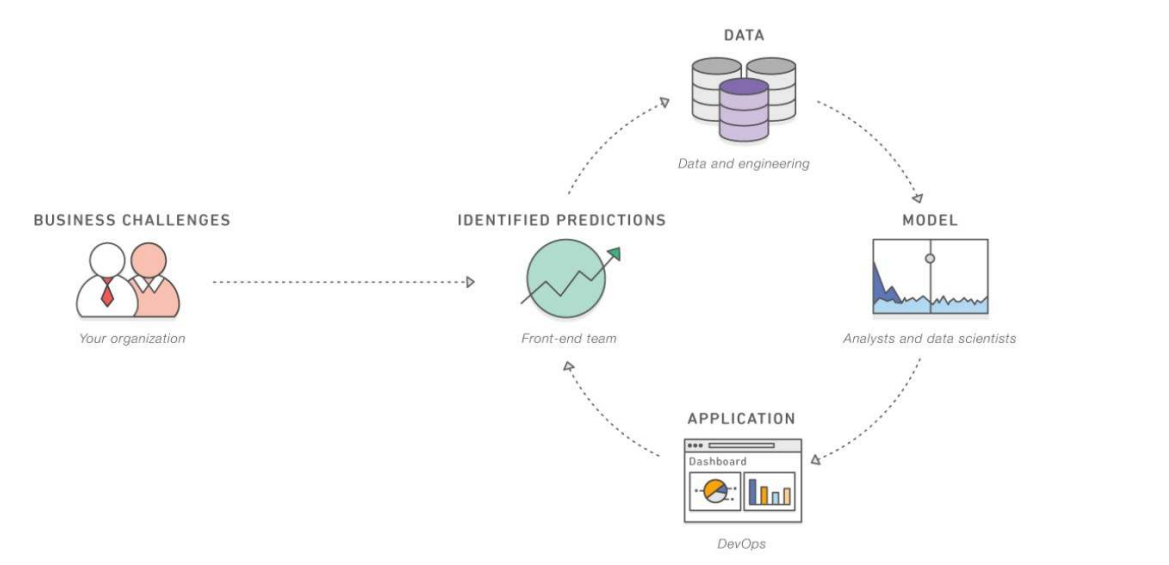 DATA
Data and engineering
BUSINESS CHALLENGES
Your organization
IDENTIFIED PREDICTIONS
Front-end team
MODEL
Analysts and data scientists
APPLICATION
Dashboard
DevOps